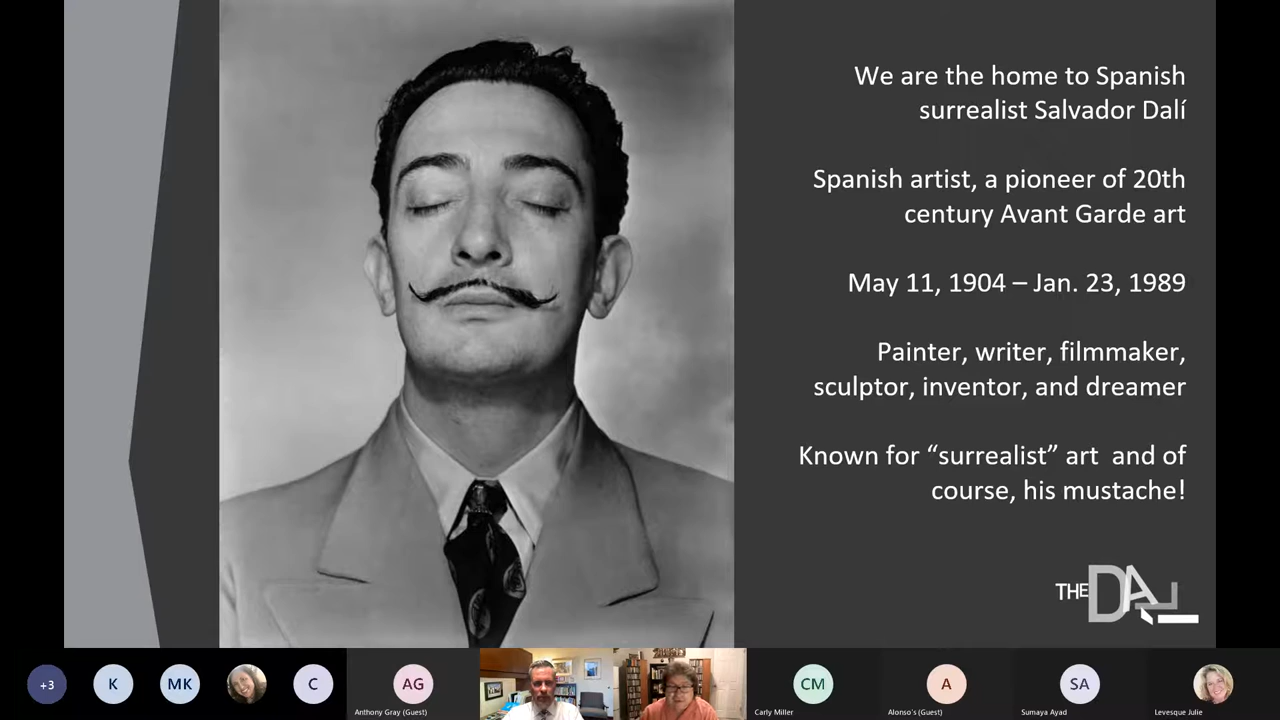 We are the home to Spanish
surrealist Salvador Dalí
Spanish artist, a pioneer of 20th
century Avant Garde art
May 11, 1904 – Jan. 23, 1989
Painter, writer, filmmaker,
sculptor, inventor, and dreamer
Known for “surrealist” art and of
course, his mustache!
THE DALÍ
+3
K
MK
C
AG
CM
A
SA
Anthony Gray (Guest)
Carly Miller
Alonso's (Guest)
Sumaya Ayad
Levesque Julie